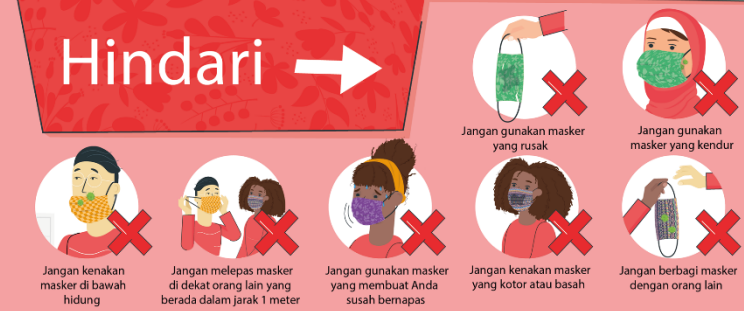 Hindari
Jangan gunakan masker
yang rusak
Jangan gunakan
masker yang kendur
Jangan kenakan
masker di bawah
hidung
Jangan melepas masker
di dekat orang lain yang
berada dalam jarak 1 meter
Jangan gunakan masker
yang membuat Anda
susah bernapas
Jangan kenakan masker
yang kotor atau basah
Jangan berbagi masker
dengan orang lain